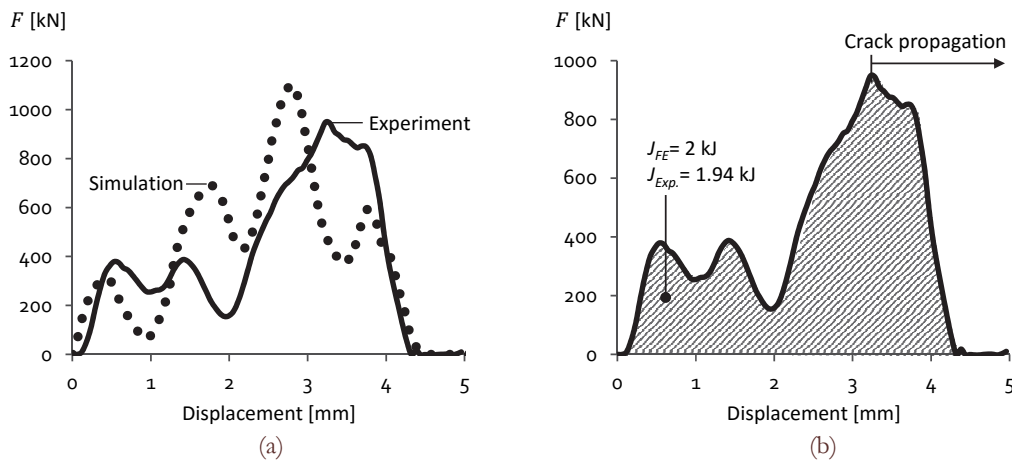 F [kN]
1200
1000
800
600
400
200
0
0 1 2 3 4 5
Displacement [mm]
Simulation
Experiment
(a)
F [kN]
1000
800
600
400
200
0
0 1 2 3 4 5
Displacement [mm]
Crack propagation
J_FE= 2 kJ
J_Exp.= 1.94 kJ
(b)